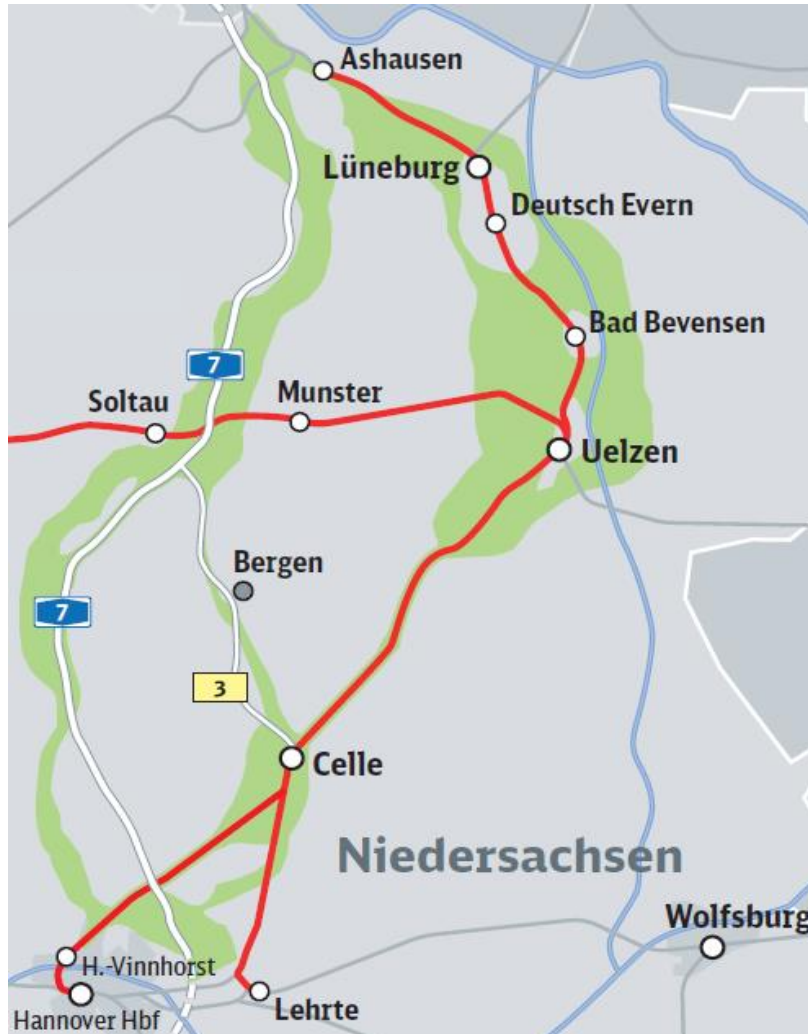 Ashausen
Lüneburg
Deutsch Evern
Bad Bevensen
7
Soltau
Munster
Uelzen
Bergen
7
3
Celle
Niedersachsen
Wolfsburg
H.-Vinnhorst
Lehrte
Hannover Hbf